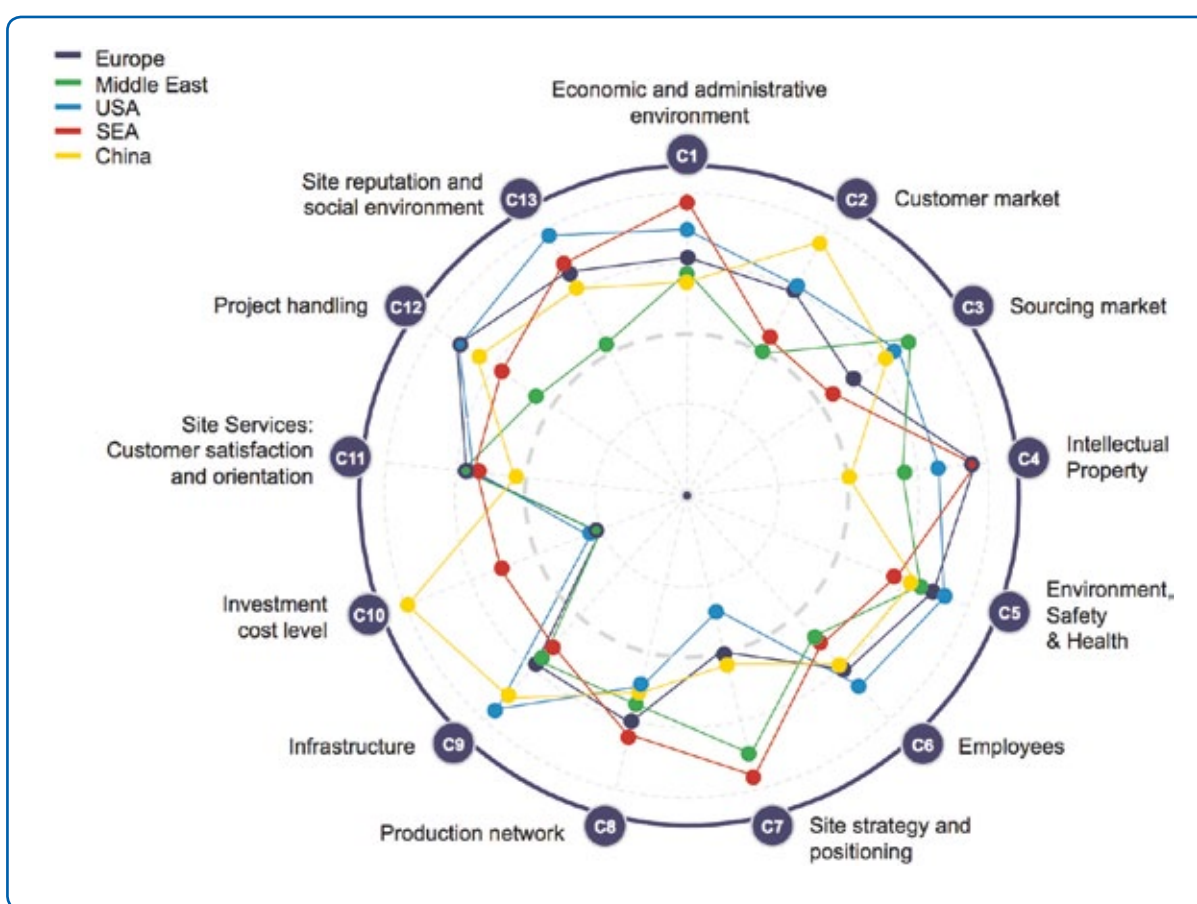 Europe
Middle East
USA
SEA
China
Economic and administrative
environment
C1
C2
Customer market
C3
Sourcing market
C4
Intellectual
Property
C5
Environment,,
Safety
& Health
C6
Employees
C7
Site strategy and
positioning
C8
Production network
C9
Infrastructure
C10
Investment
cost level
C11
Site Services:
Customer satisfaction
and orientation
C12
Project handling
C13
Site reputation and
social environment